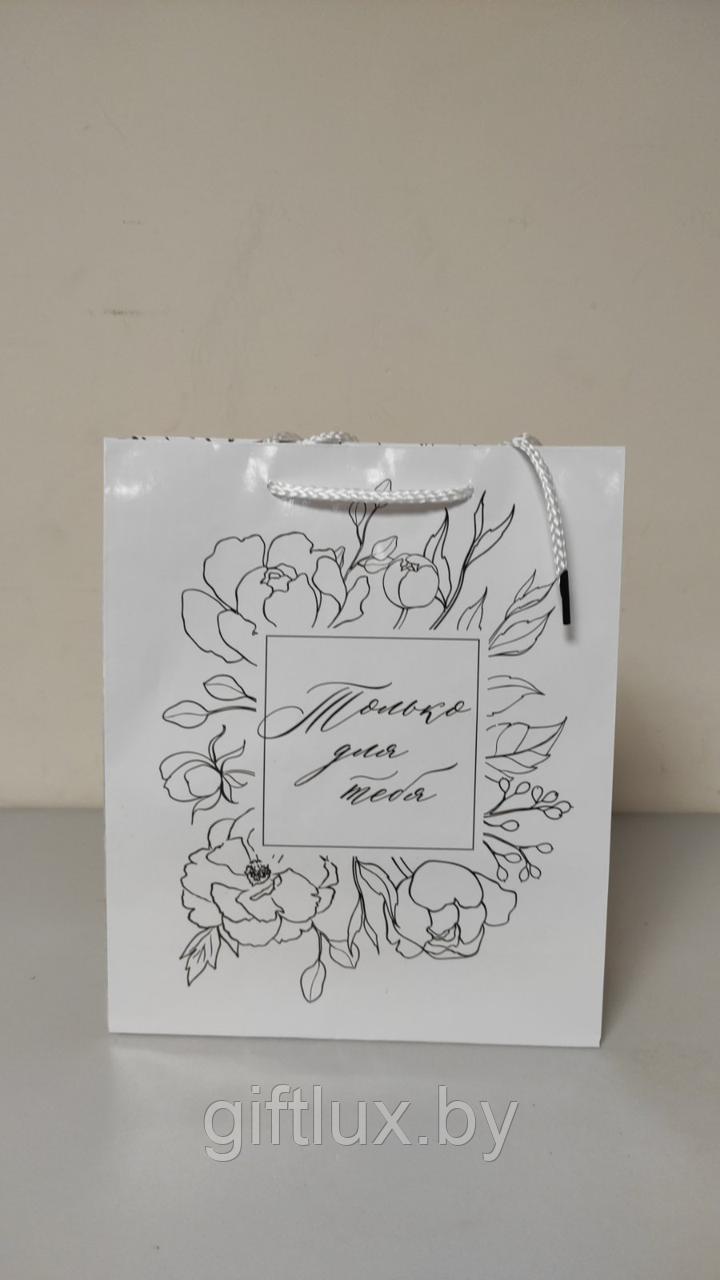 Только
для
тебя
giftlux.by